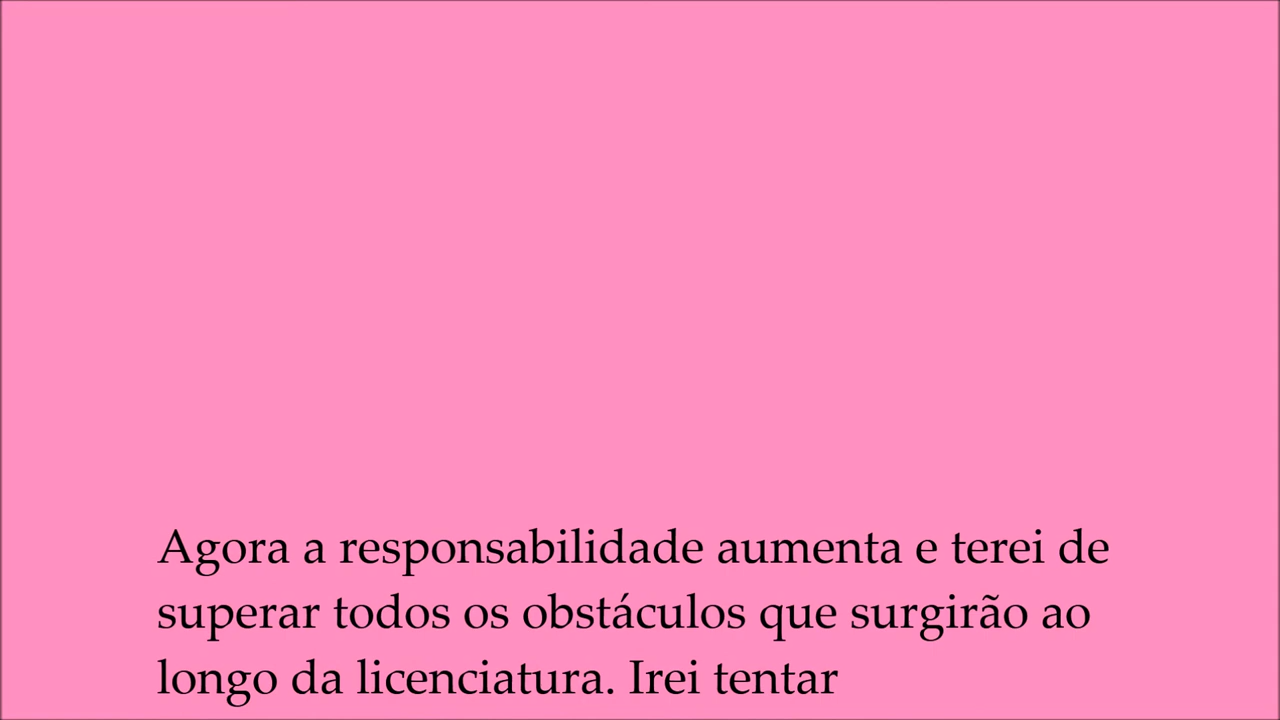 Agora a responsabilidade aumenta e terei de
superar todos os obstáculos que surgirão ao
longo da licenciatura. Irei tentar